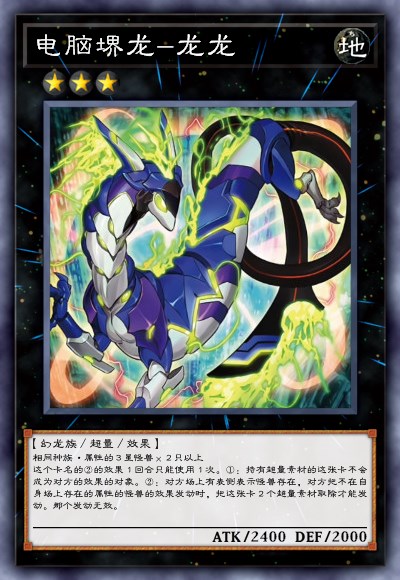 电脑堺龙-龙龙
地
【幻龙族／超量／效果】
相同种族・属性的3星怪兽×2只以上
这个卡名的②的效果1回合只能使用1次。①：持有超量素材的这张卡不会
成为对方的效果的对象。②：对方场上有表侧表示怪兽存在，对方把不在自
身场上存在的属性的怪兽的效果发动时，把这张卡2个超量素材取除才能发
动。那个发动无效。
ATK/2400 DEF/2000